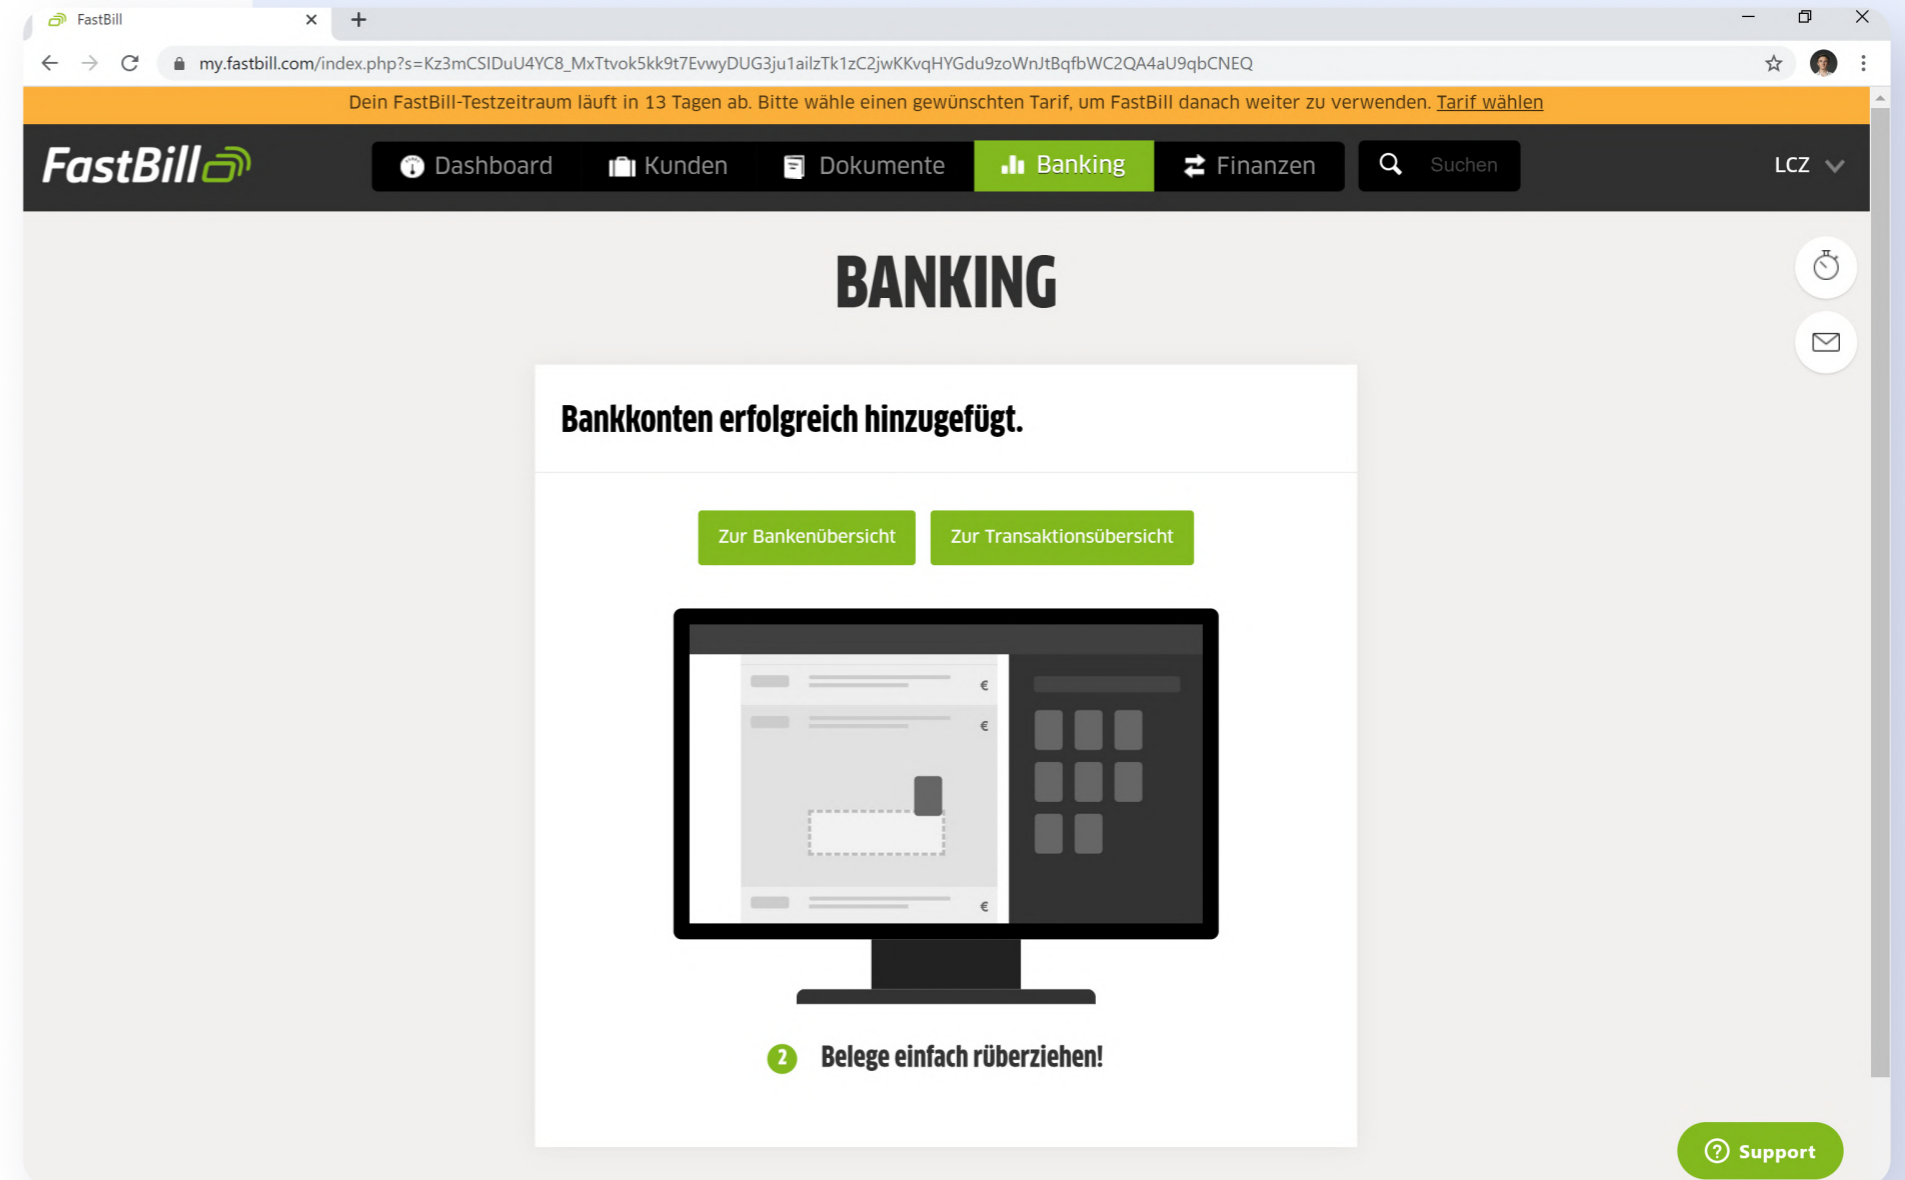 FastBill
my.fastbill.com/index.php?s=Kz3mCSIDuU4YC8_MxTtvok5kk9t7EvwyDUG3ju1ailzTk1zC2jwKKvqHYGdu9zoWnJtBqfbWC2QA4aU9qbCNEQ
Dein FastBill-Testzeitraum läuft in 13 Tagen ab. Bitte wähle einen gewünschten Tarif, um FastBill danach weiter zu verwenden. Tarif wählen
FastBill Dashboard Kunden Dokumente Banking Finanzen Suchen LCZ
BANKING
Bankkonten erfolgreich hinzugefügt.
Zur Bankenübersicht Zur Transaktionsübersicht
€
€
€
2 Belege einfach rüberziehen!
Support